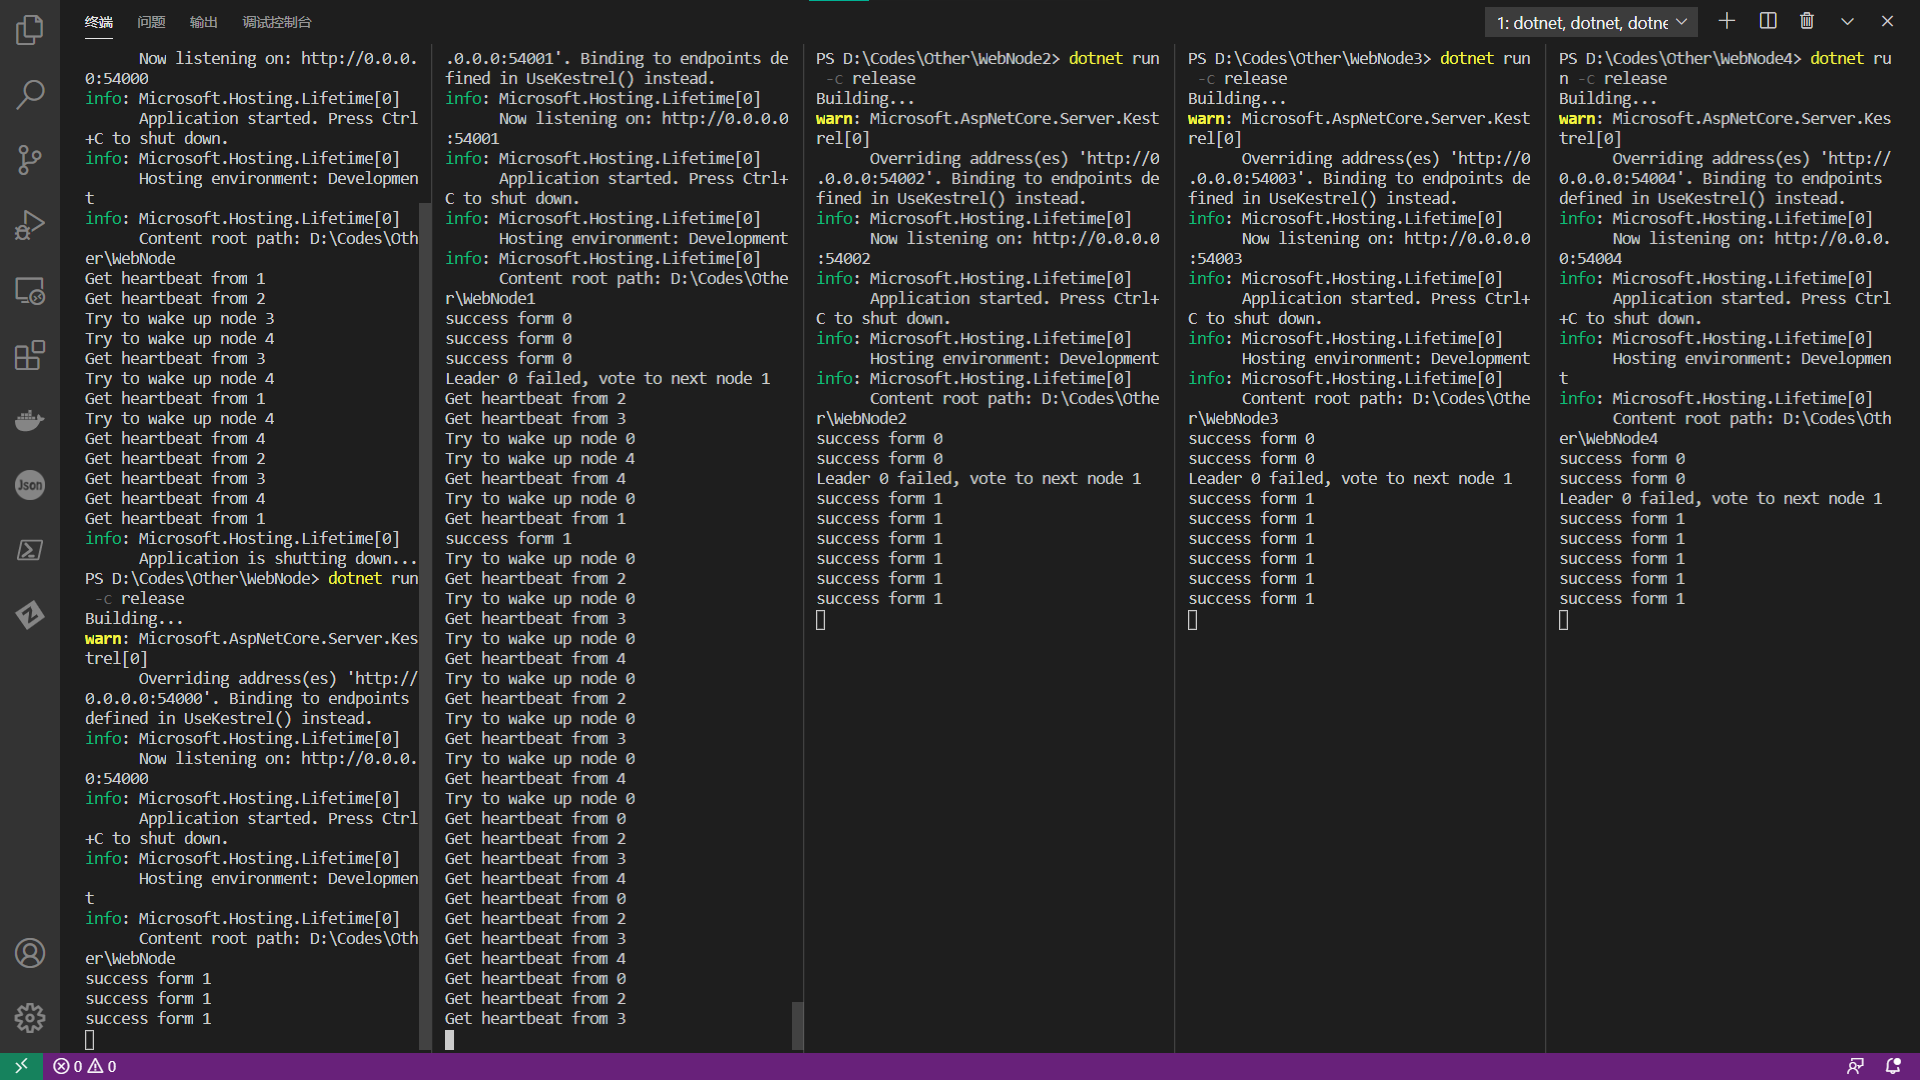 终端
问题
输出
调试控制台
1: dotnet, dotnet, dotne
Now listening on: http://0.0.0.
0:54000
info: Microsoft.Hosting.Lifetime[0]
Application started. Press Ctrl
+C to shut down.
info: Microsoft.Hosting.Lifetime[0]
Hosting environment: Developmen
t
info: Microsoft.Hosting.Lifetime[0]
Content root path: D:\Codes\Oth
er\WebNode
Get heartbeat from 1
Get heartbeat from 2
Try to wake up node 3
Try to wake up node 4
Get heartbeat from 3
Try to wake up node 4
Get heartbeat from 1
Try to wake up node 4
Get heartbeat from 4
Get heartbeat from 2
Get heartbeat from 3
Get heartbeat from 4
Get heartbeat from 1
info: Microsoft.Hosting.Lifetime[0]
Application is shutting down...
PS D:\Codes\Other\WebNode> dotnet run
-c release
Building...
warn: Microsoft.AspNetCore.Server.Kes
trel[0]
Overriding address(es) 'http://
0.0.0.0:54000'. Binding to endpoints
defined in UseKestrel() instead.
info: Microsoft.Hosting.Lifetime[0]
Now listening on: http://0.0.0.
0:54000
info: Microsoft.Hosting.Lifetime[0]
Application started. Press Ctrl
+C to shut down.
info: Microsoft.Hosting.Lifetime[0]
Hosting environment: Developmen
t
info: Microsoft.Hosting.Lifetime[0]
Content root path: D:\Codes\Oth
er\WebNode
success form 1
success form 1
success form 1
.0.0.0:54001'. Binding to endpoints de
fined in UseKestrel() instead.
info: Microsoft.Hosting.Lifetime[0]
Now listening on: http://0.0.0.0
:54001
info: Microsoft.Hosting.Lifetime[0]
Application started. Press Ctrl+
C to shut down.
info: Microsoft.Hosting.Lifetime[0]
Hosting environment: Development
info: Microsoft.Hosting.Lifetime[0]
Content root path: D:\Codes\Othe
r\WebNode1
success form 0
success form 0
success form 0
Leader 0 failed, vote to next node 1
Get heartbeat from 2
Get heartbeat from 3
Try to wake up node 0
Try to wake up node 4
Get heartbeat from 4
Try to wake up node 0
Get heartbeat from 1
success form 1
Try to wake up node 0
Get heartbeat from 2
Try to wake up node 0
Get heartbeat from 3
Try to wake up node 0
Get heartbeat from 4
Try to wake up node 0
Get heartbeat from 2
Try to wake up node 0
Get heartbeat from 3
Try to wake up node 0
Get heartbeat from 4
Try to wake up node 0
Get heartbeat from 0
Get heartbeat from 2
Get heartbeat from 3
Get heartbeat from 4
Get heartbeat from 0
Get heartbeat from 2
Get heartbeat from 3
Get heartbeat from 4
Get heartbeat from 0
Get heartbeat from 2
Get heartbeat from 3
PS D:\Codes\Other\WebNode2> dotnet run
-c release
Building...
warn: Microsoft.AspNetCore.Server.Kest
rel[0]
Overriding address(es) 'http://0
.0.0.0:54002'. Binding to endpoints de
fined in UseKestrel() instead.
info: Microsoft.Hosting.Lifetime[0]
Now listening on: http://0.0.0.0
:54002
info: Microsoft.Hosting.Lifetime[0]
Application started. Press Ctrl+
C to shut down.
info: Microsoft.Hosting.Lifetime[0]
Hosting environment: Development
info: Microsoft.Hosting.Lifetime[0]
Content root path: D:\Codes\Othe
r\WebNode2
success form 0
success form 0
Leader 0 failed, vote to next node 1
success form 1
success form 1
success form 1
success form 1
success form 1
success form 1
PS D:\Codes\Other\WebNode3> dotnet run
-c release
Building...
warn: Microsoft.AspNetCore.Server.Kest
rel[0]
Overriding address(es) 'http://0
.0.0.0:54003'. Binding to endpoints de
fined in UseKestrel() instead.
info: Microsoft.Hosting.Lifetime[0]
Now listening on: http://0.0.0.0
:54003
info: Microsoft.Hosting.Lifetime[0]
Application started. Press Ctrl+
C to shut down.
info: Microsoft.Hosting.Lifetime[0]
Hosting environment: Development
info: Microsoft.Hosting.Lifetime[0]
Content root path: D:\Codes\Othe
r\WebNode3
success form 0
success form 0
Leader 0 failed, vote to next node 1
success form 1
success form 1
success form 1
success form 1
success form 1
success form 1
PS D:\Codes\Other\WebNode4> dotnet ru
n -c release
Building...
warn: Microsoft.AspNetCore.Server.Kes
trel[0]
Overriding address(es) 'http://
0.0.0.0:54004'. Binding to endpoints
defined in UseKestrel() instead.
info: Microsoft.Hosting.Lifetime[0]
Now listening on: http://0.0.0.
0:54004
info: Microsoft.Hosting.Lifetime[0]
Application started. Press Ctrl
+C to shut down.
info: Microsoft.Hosting.Lifetime[0]
Hosting environment: Developmen
t
info: Microsoft.Hosting.Lifetime[0]
Content root path: D:\Codes\Oth
er\WebNode4
success form 0
success form 0
Leader 0 failed, vote to next node 1
success form 1
success form 1
success form 1
success form 1
success form 1
Json
0
0